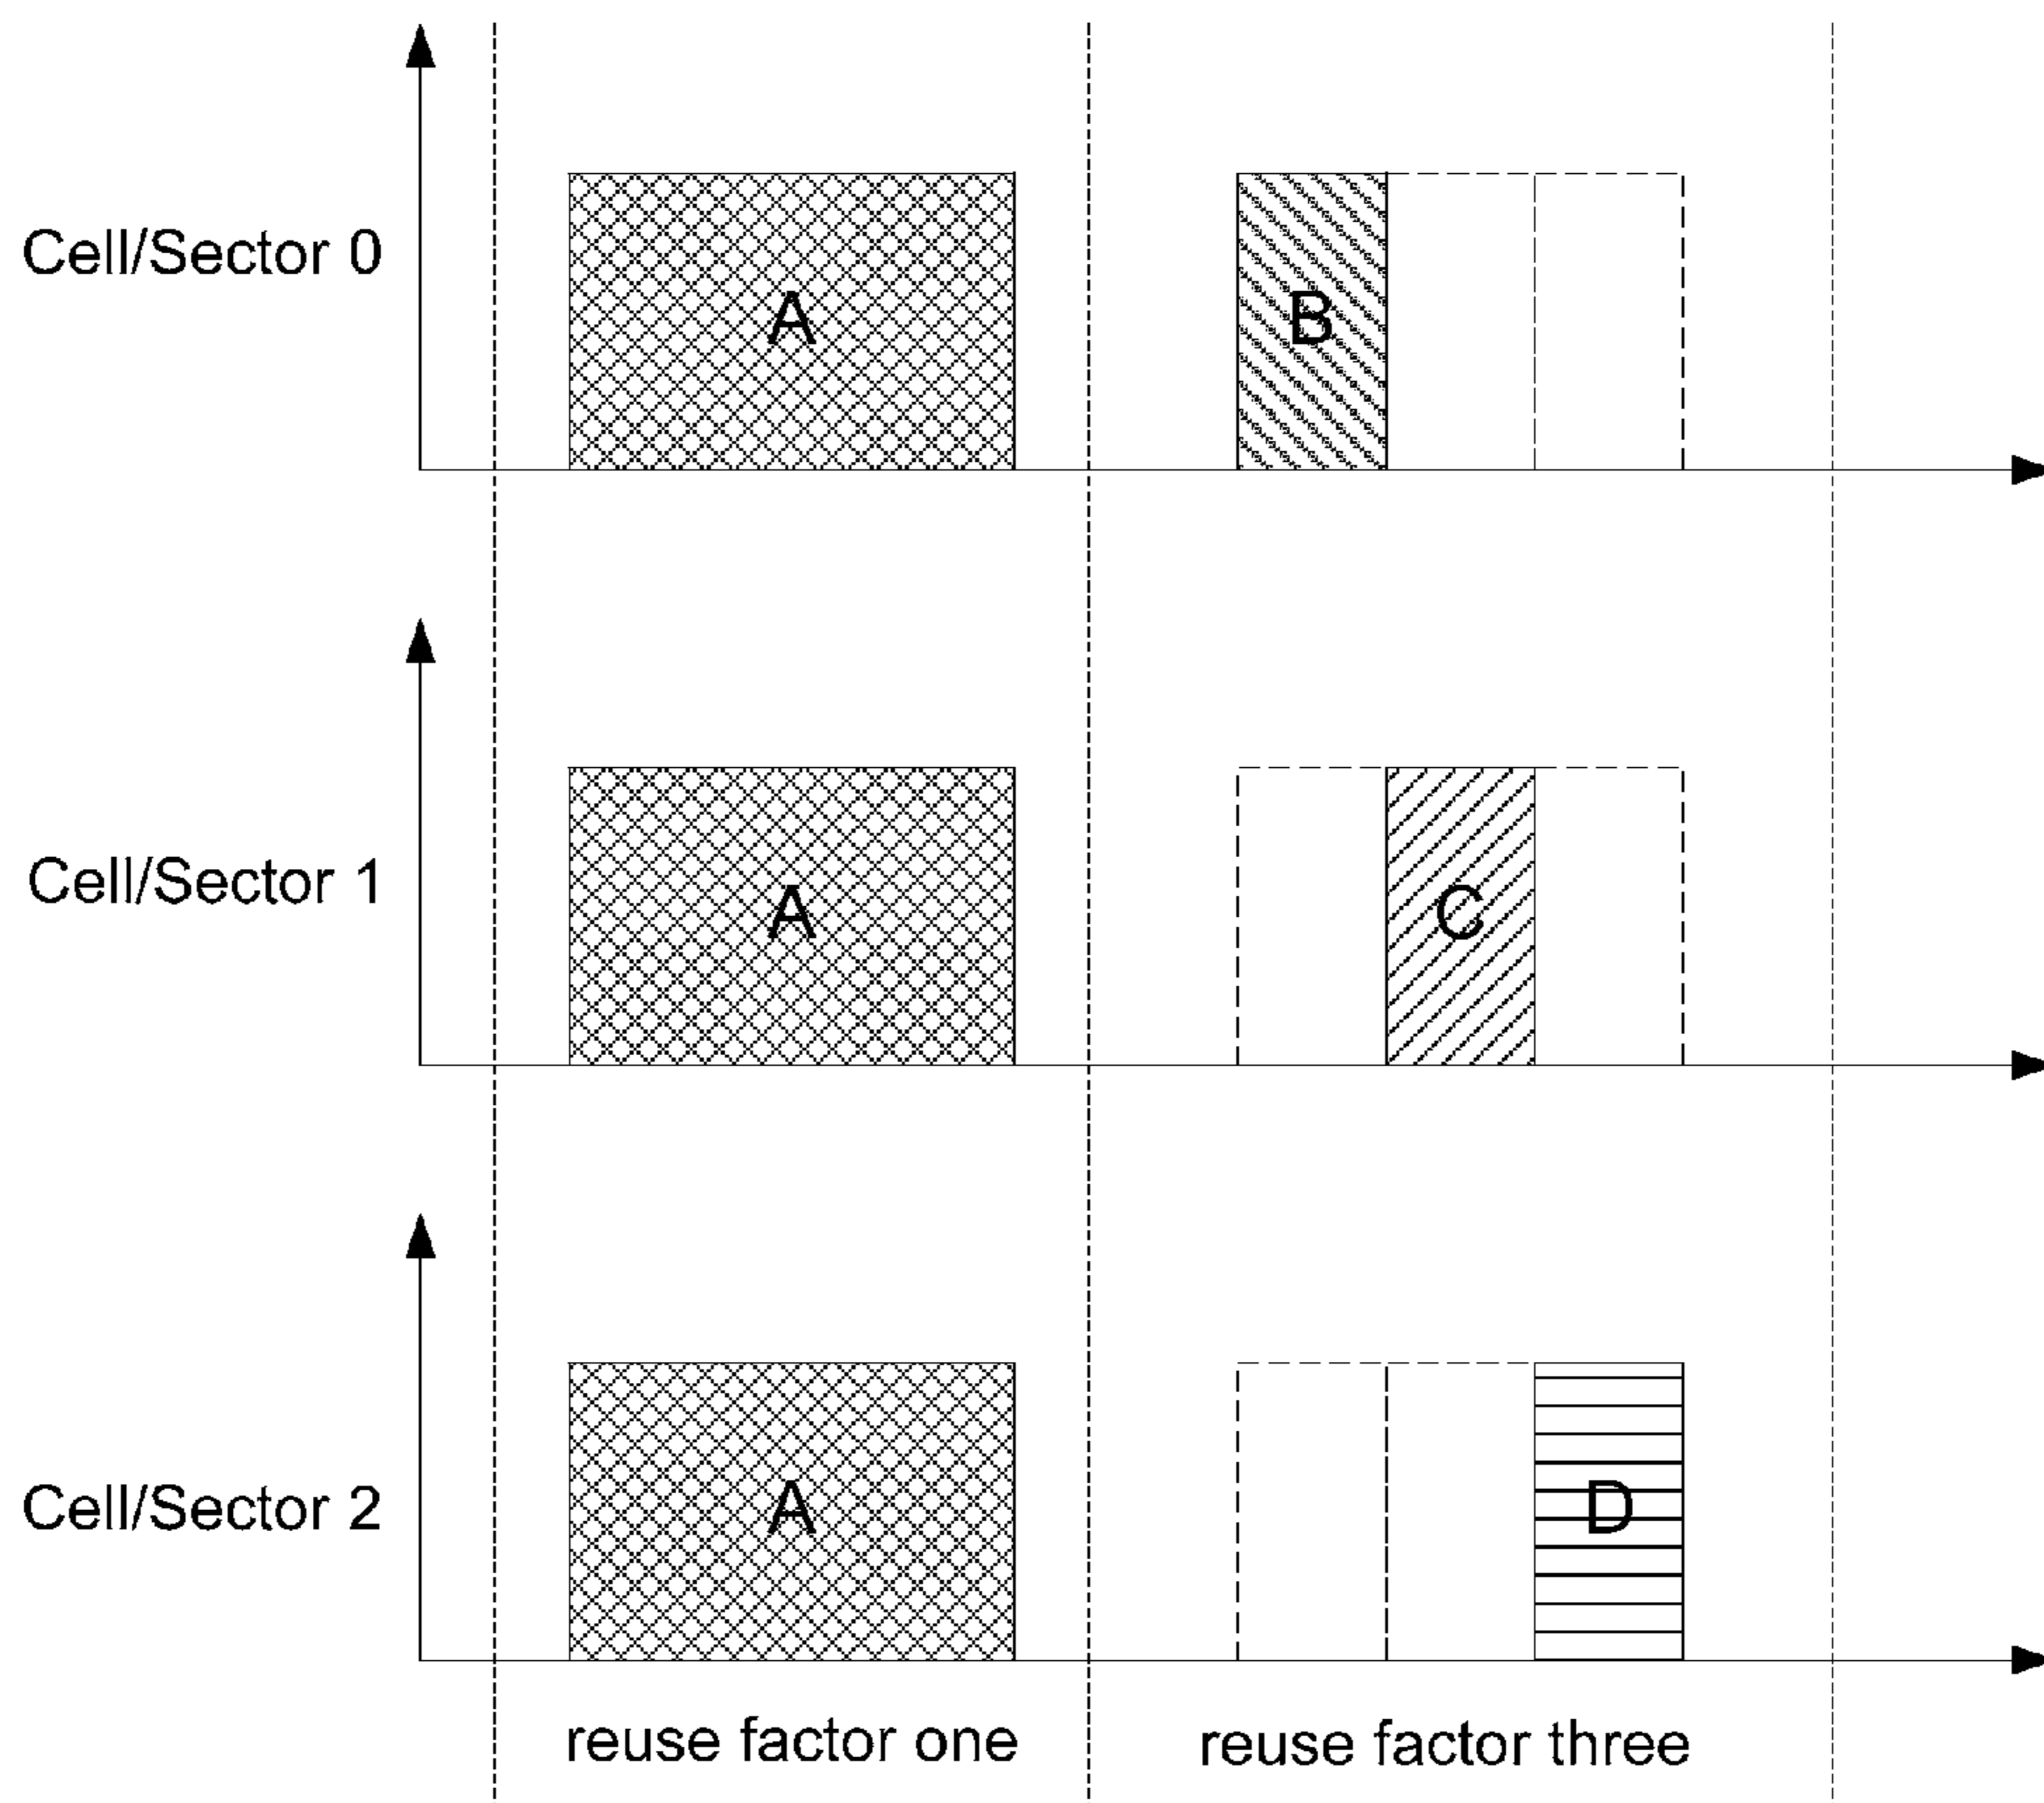 Cell/Sector 0
A
B
Cell/Sector 1
A
C
Cell/Sector 2
A
D
reuse factor one
reuse factor three